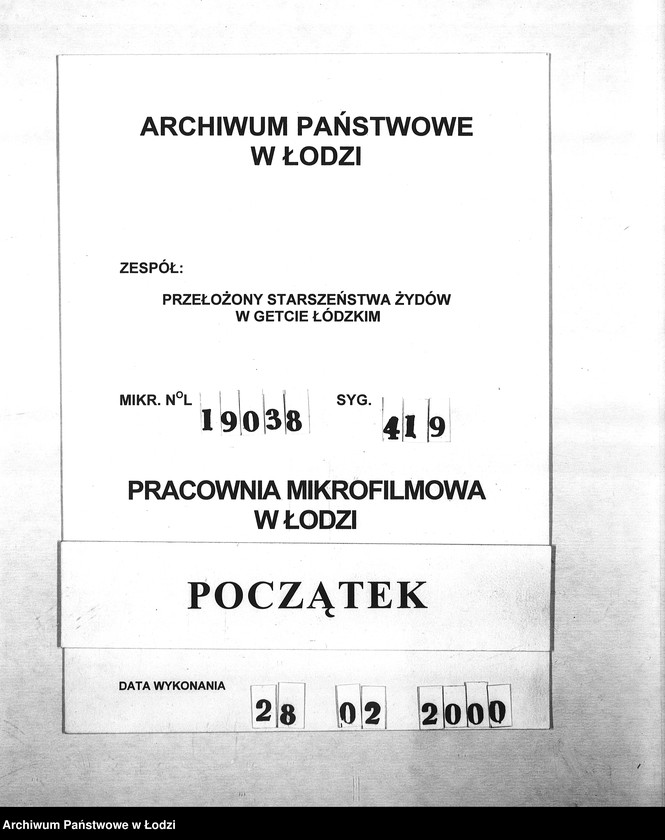 ARCHIWUM PAŃSTWOWE
W ŁODZI
ZESPÓŁ:
PRZEŁOŻONY STARSZEŃSTWA ŻYDÓW
W GETCIE ŁÓDZKIM
MIKR. NOL 19038 SYG. 419
PRACOWNIA MIKROFILMOWA
W ŁODZI
POCZĄTEK
DATA WYKONANIA 28 02 2000
Archiwum Państwowe w Łodzi